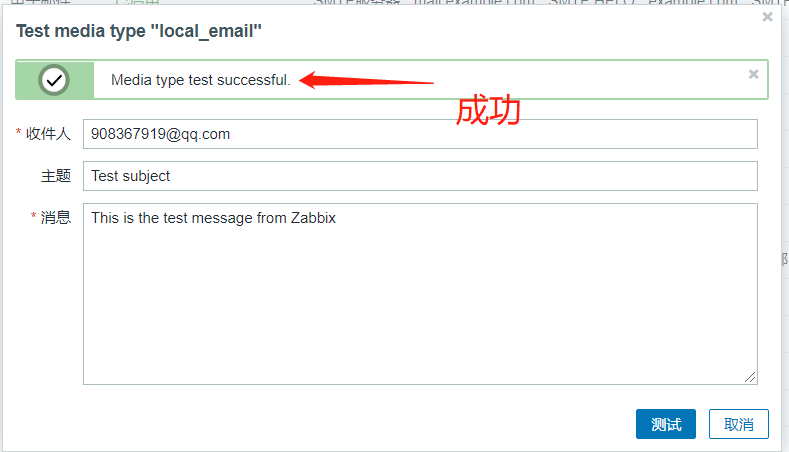 Test media type "local_email"
Media type test successful.
成功
* 收件人 908367919@qq.com
主题 Test subject
* 消息 This is the test message from Zabbix
测试 取消